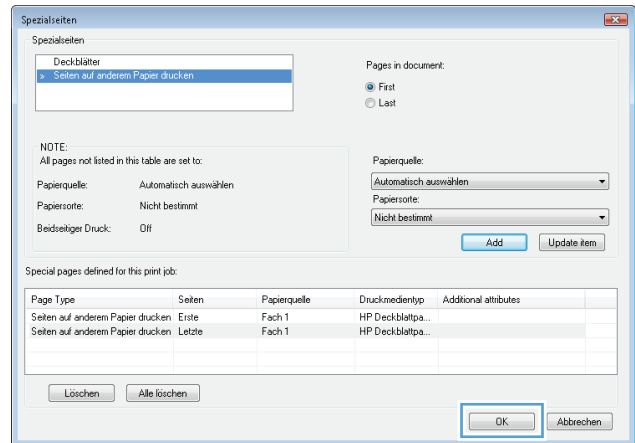 Spezialseiten
Spezialseiten
Deckblätter
» Seiten auf anderem Papier drucken
Pages in document:
First
Last
NOTE:
All pages not listed in this table are set to:
Papierquelle: Automatisch auswählen
Papiersorte: Nicht bestimmt
Beidseitiger Druck: Off
Papierquelle:
Automatisch auswählen
Papiersorte:
Nicht bestimmt
Add Update item
Special pages defined for this print job:
Page Type Seiten Papierquelle Druckmedientyp Additional attributes
Seiten auf anderem Papier drucken Erste Fach 1 HP Deckblattpa...
Seiten auf anderem Papier drucken Letzte Fach 1 HP Deckblattpa...
Löschen Alle löschen
OK Abbrechen